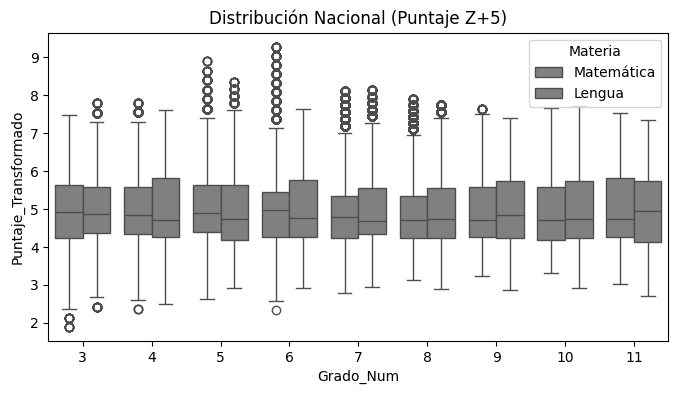 Distribución Nacional (Puntaje Z+5)
Materia
Matemática
Lengua
Puntaje_Transformado
9
8
7
6
5
4
3
2
3 4 5 6 7 8 9 10 11
Grado_Num